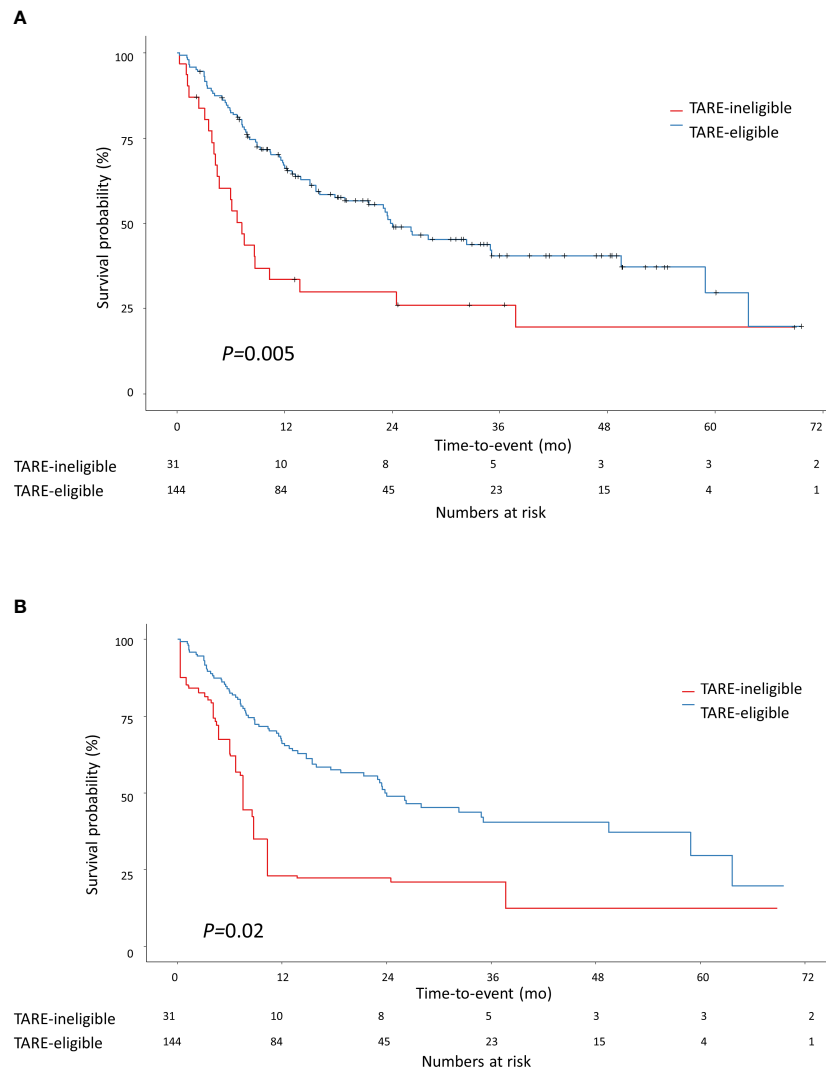 A
100
75
50
25
0
Survival probability (%)
TARE-ineligible
TARE-eligible
P=0.005
0 12 24 36 48 60 72
Time-to-event (mo)
TARE-ineligible 31 10 8 5 3 3 2
TARE-eligible 144 84 45 23 15 4 1
Numbers at risk
B
100
75
50
25
0
Survival probability (%)
TARE-ineligible
TARE-eligible
P=0.02
0 12 24 36 48 60 72
Time-to-event (mo)
TARE-ineligible 31 10 8 5 3 3 2
TARE-eligible 144 84 45 23 15 4 1
Numbers at risk